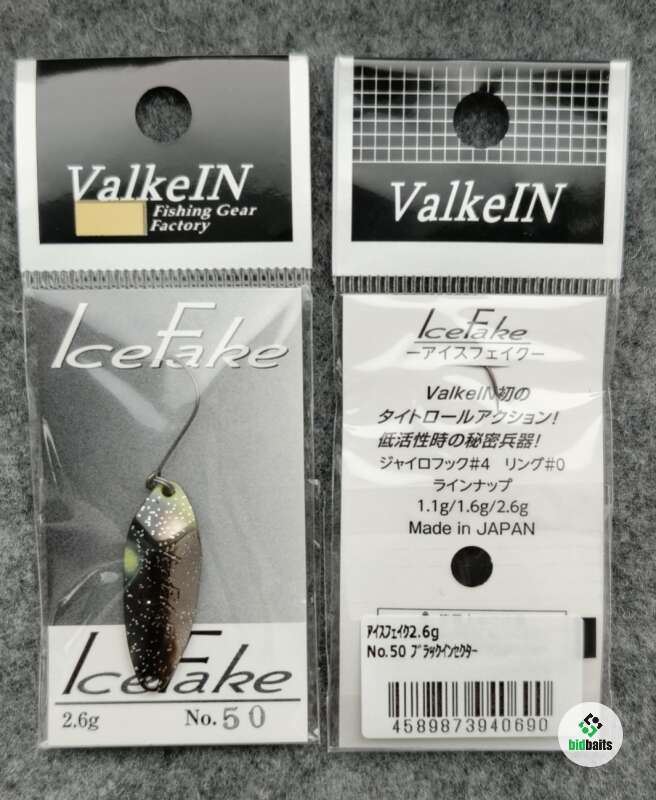 ValkeIN
Fishing Gear
Factory
IceFake
IceFake
2.6g
No.50
ValkeIN
IceFake
ーアイスフェイクー
ValkeIN初の
タイトロールアクション!
低活性時の秘密兵器!
ジャイロフック#4 リング#0
ラインナップ
1.1g/1.6g/2.6g
Made in JAPAN
ｱｲｽﾌｪｲｸ2.6g
No.50 ﾌﾞﾗｯｸｲﾝｾｸﾀｰ
4589873940690
bidbaits